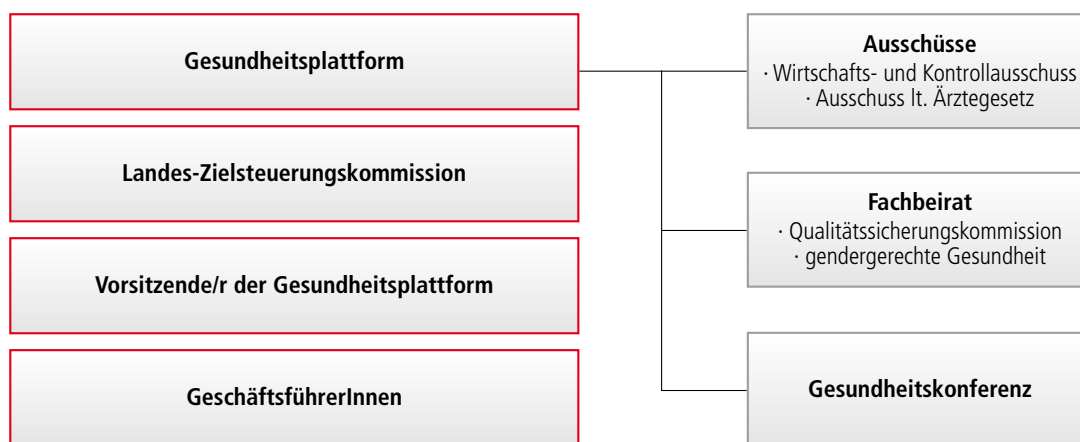 Gesundheitsplattform
Landes-Zielsteuerungskommission
Vorsitzende/r der Gesundheitsplattform
GeschäftsführerInnen
Ausschüsse
· Wirtschafts- und Kontrollausschuss
· Ausschuss lt. Ärztegesetz
Fachbeirat
· Qualitätssicherungskommission
· gendergerechte Gesundheit
Gesundheitskonferenz